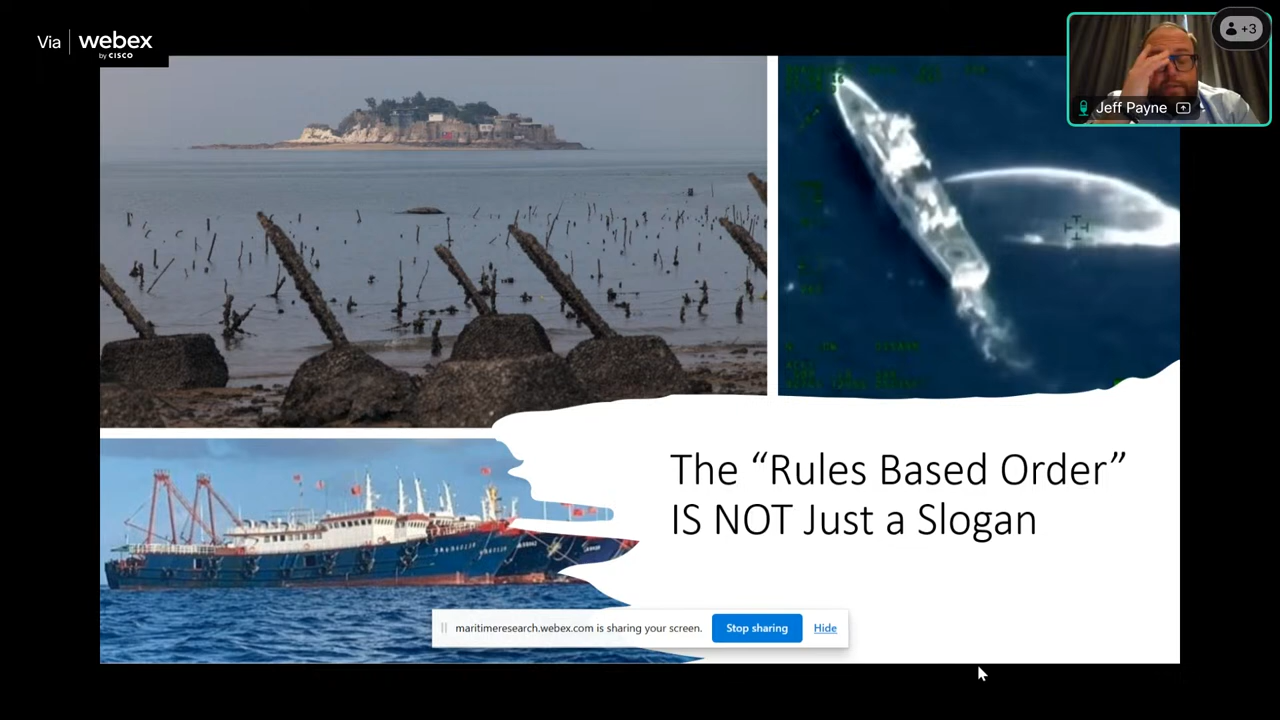 Via webex
by CISCO
+3
Jeff Payne
The “Rules Based Order”
IS NOT Just a Slogan
maritimeresearch.webex.com is sharing your screen.
Stop sharing
Hide